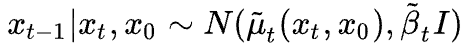 x_{t-1}|x_t, x_0 ∼ N(μ̃_t(x_t, x_0), β̃_t I)